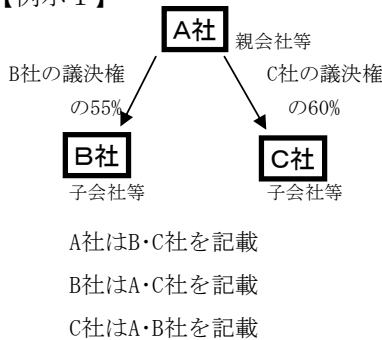 【例示1】
A社 親会社等
B社の議決権の55%
C社の議決権の60%
B社
C社
子会社等
子会社等
A社はB・C社を記載
B社はA・C社を記載
C社はA・B社を記載